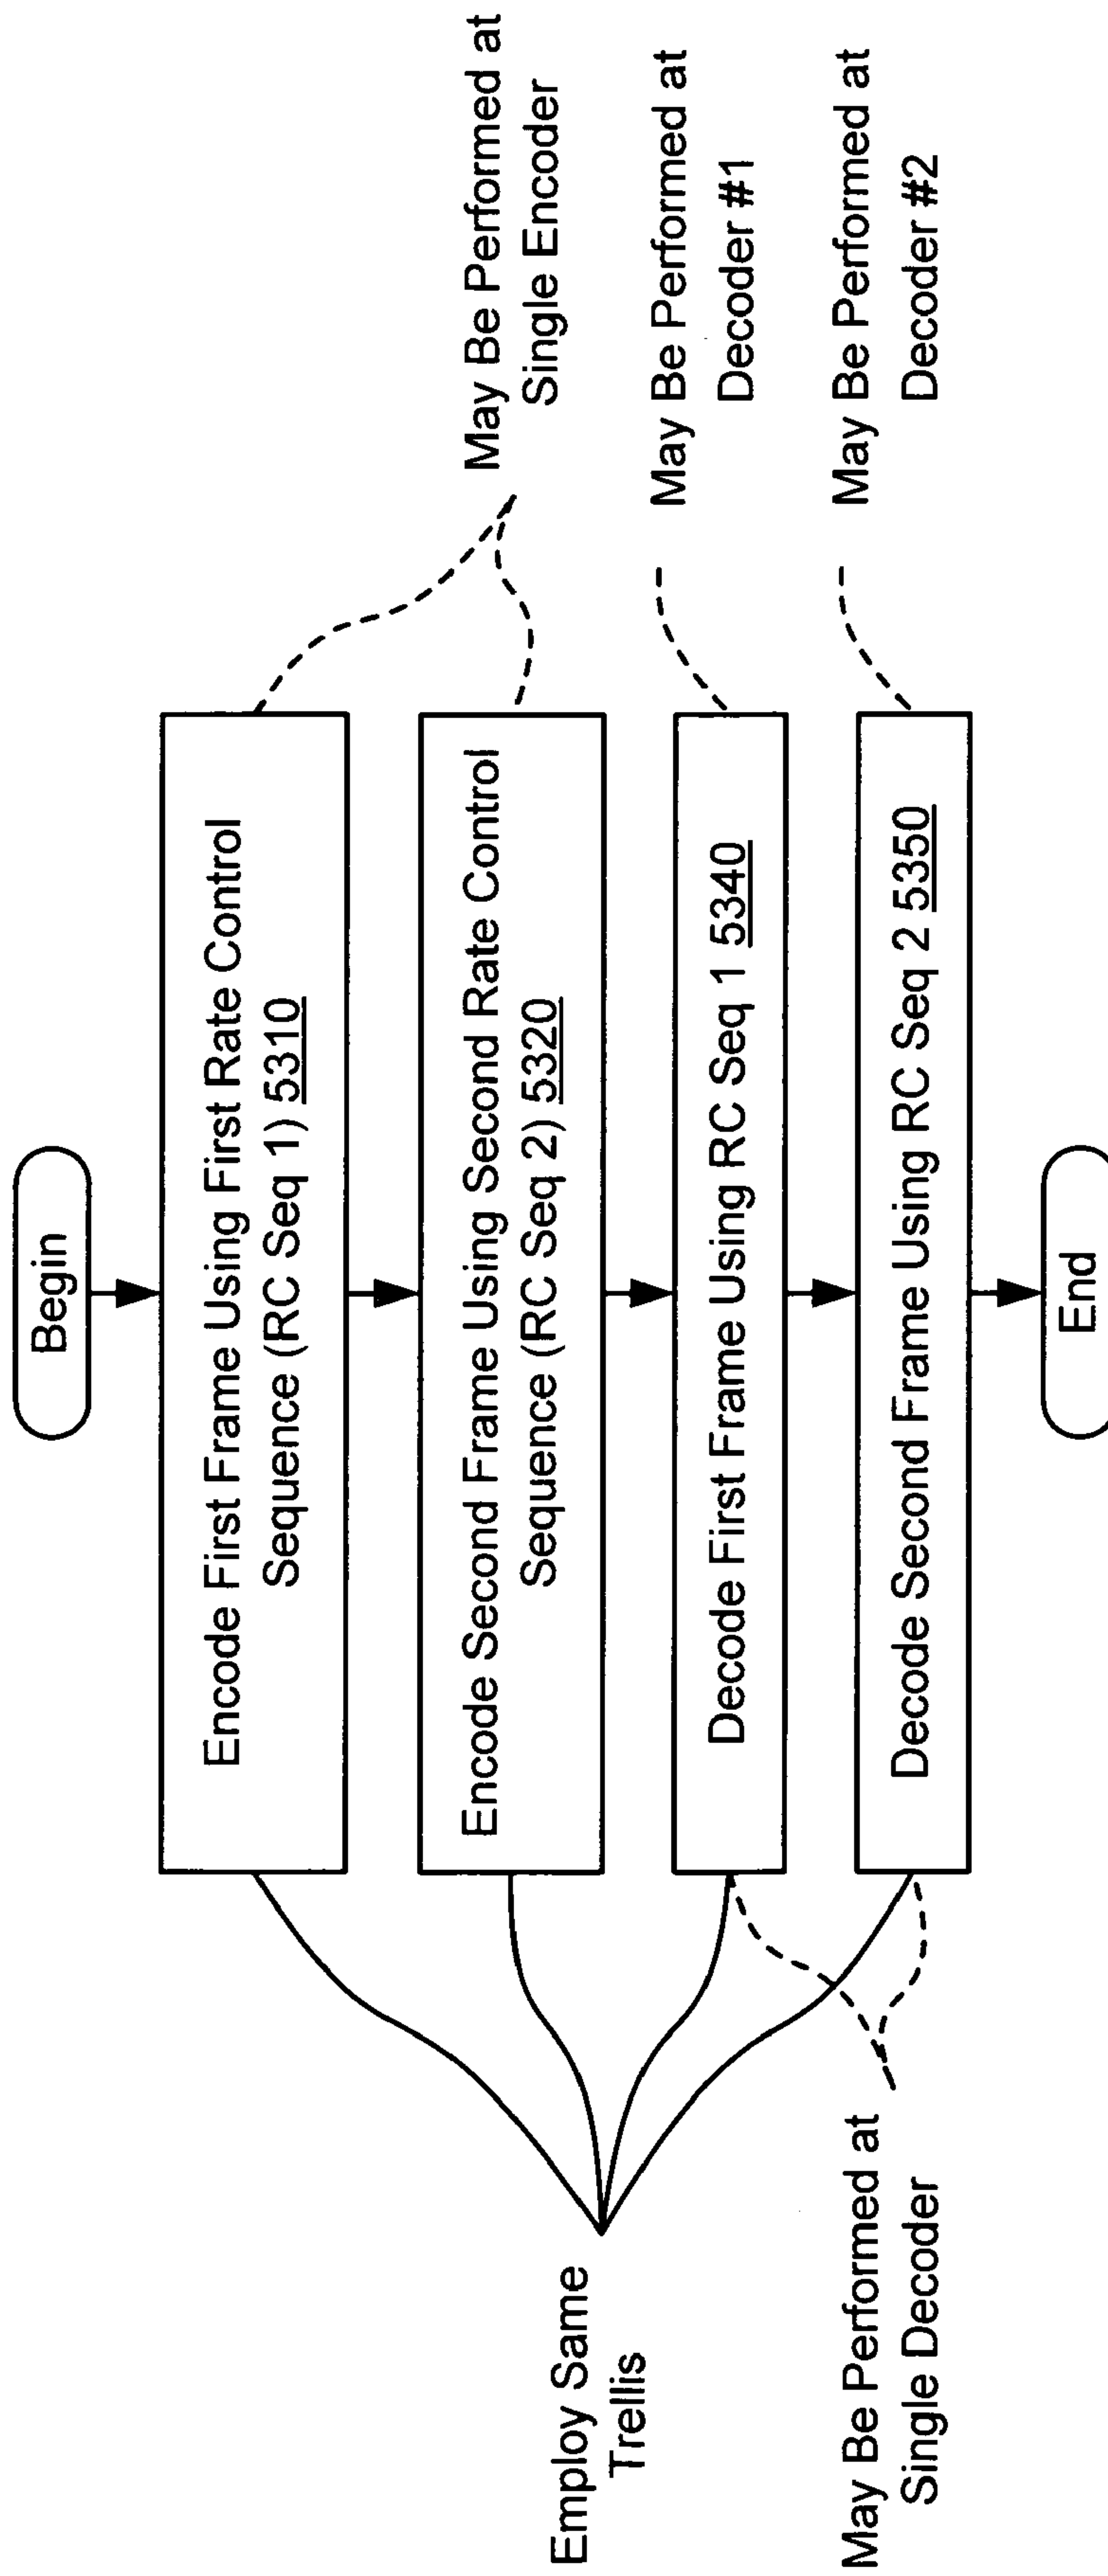 Begin
Encode First Frame Using First Rate Control
Sequence (RC Seq 1) 5310
Encode Second Frame Using Second Rate Control
Sequence (RC Seq 2) 5320
Decode First Frame Using RC Seq 1 5340
Decode Second Frame Using RC Seq 2 5350
End
Employ Same
Trellis
May Be Performed at
Single Decoder
May Be Performed at
Single Encoder
May Be Performed at
Decoder #1
May Be Performed at
Decoder #2